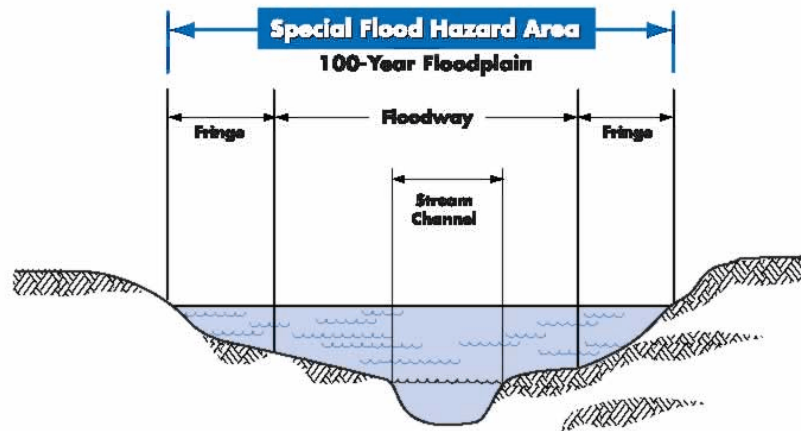 Special Flood Hazard Area
100-Year Floodplain
Fringe
Floodway
Fringe
Stream
Channel